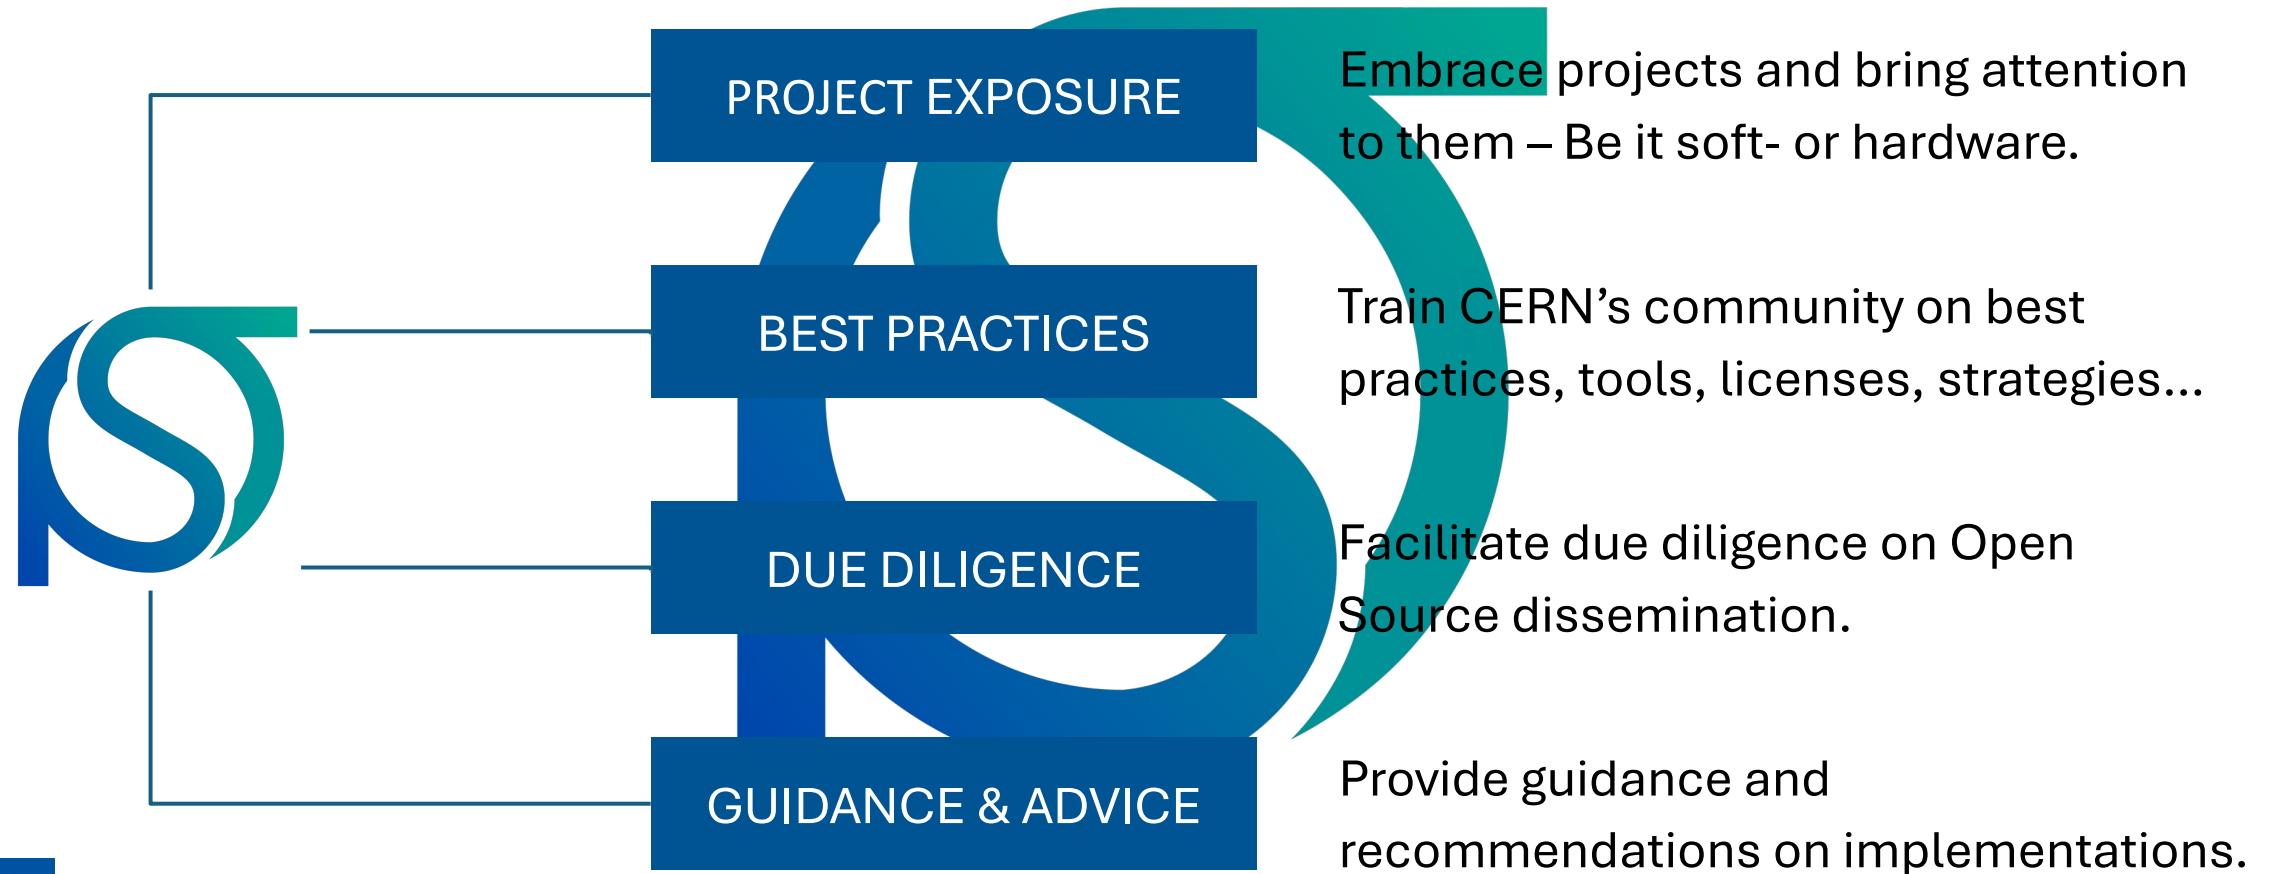 PROJECT EXPOSURE
Embrace projects and bring attention
to them – Be it soft- or hardware.
BEST PRACTICES
Train CERN’s community on best
practices, tools, licenses, strategies...
DUE DILIGENCE
Facilitate due diligence on Open
Source dissemination.
GUIDANCE & ADVICE
Provide guidance and
recommendations on implementations.